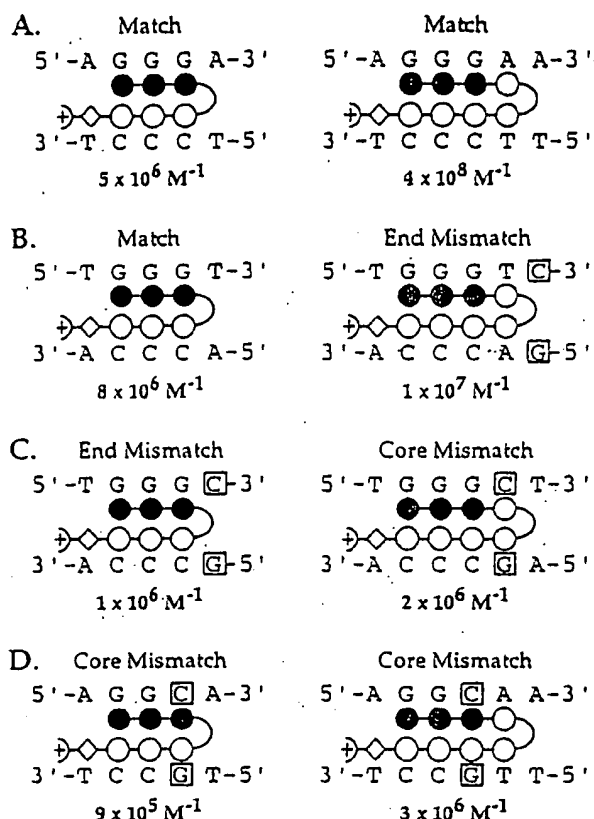 A. Match Match
5'-A G G G A-3' 5'-A G G G A A-3'
3'-T C C C T-5' 3'-T C C C T T-5'
5 x 10⁶ M⁻¹ 4 x 10⁸ M⁻¹
B. Match End Mismatch
5'-T G G G T-3' 5'-T G G G T C-3'
3'-A C C C A-5' 3'-A C C C A G-5'
8 x 10⁶ M⁻¹ 1 x 10⁷ M⁻¹
C. End Mismatch Core Mismatch
5'-T G G G C-3' 5'-T G G G C T-3'
3'-A C C C G-5' 3'-A C C C G A-5'
1 x 10⁶ M⁻¹ 2 x 10⁶ M⁻¹
D. Core Mismatch Core Mismatch
5'-A G G C A-3' 5'-A G G C A A-3'
3'-T C C G T-5' 3'-T C C G T T-5'
9 x 10⁵ M⁻¹ 3 x 10⁶ M⁻¹